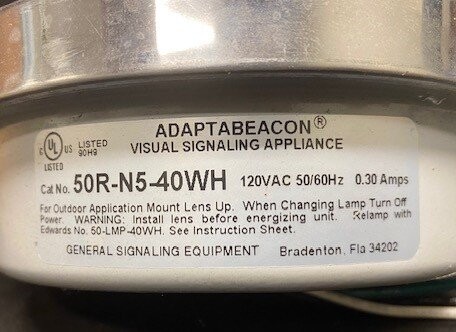 ADAPTABEACON®
VISUAL SIGNALING APPLIANCE
C UL US LISTED
90H9
LISTED
Cat No. 50R-N5-40WH 120VAC 50/60Hz 0.30 Amps
For Outdoor Application Mount Lens Up. When Changing Lamp Turn Off
Power. WARNING: Install lens before energizing unit. Relamp with
Edwards No. 50-LMP-40WH. See Instruction Sheet.
GENERAL SIGNALING EQUIPMENT Bradenton, Fla 34202